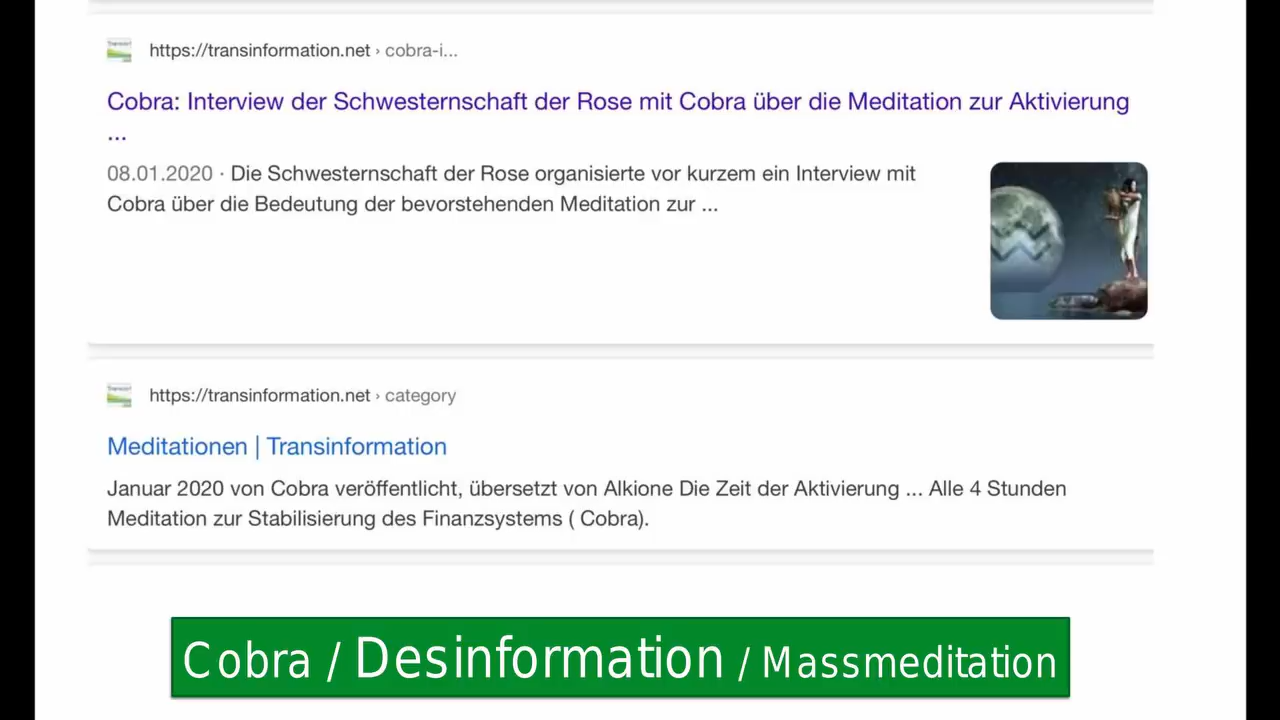 https://transinformation.net › cobra-i...
Cobra: Interview der Schwesternschaft der Rose mit Cobra über die Meditation zur Aktivierung
...
08.01.2020 · Die Schwesternschaft der Rose organisierte vor kurzem ein Interview mit
Cobra über die Bedeutung der bevorstehenden Meditation zur ...
https://transinformation.net › category
Meditationen | Transinformation
Januar 2020 von Cobra veröffentlicht, übersetzt von Alkione Die Zeit der Aktivierung ... Alle 4 Stunden
Meditation zur Stabilisierung des Finanzsystems ( Cobra).
Cobra / Desinformation / Massmeditation